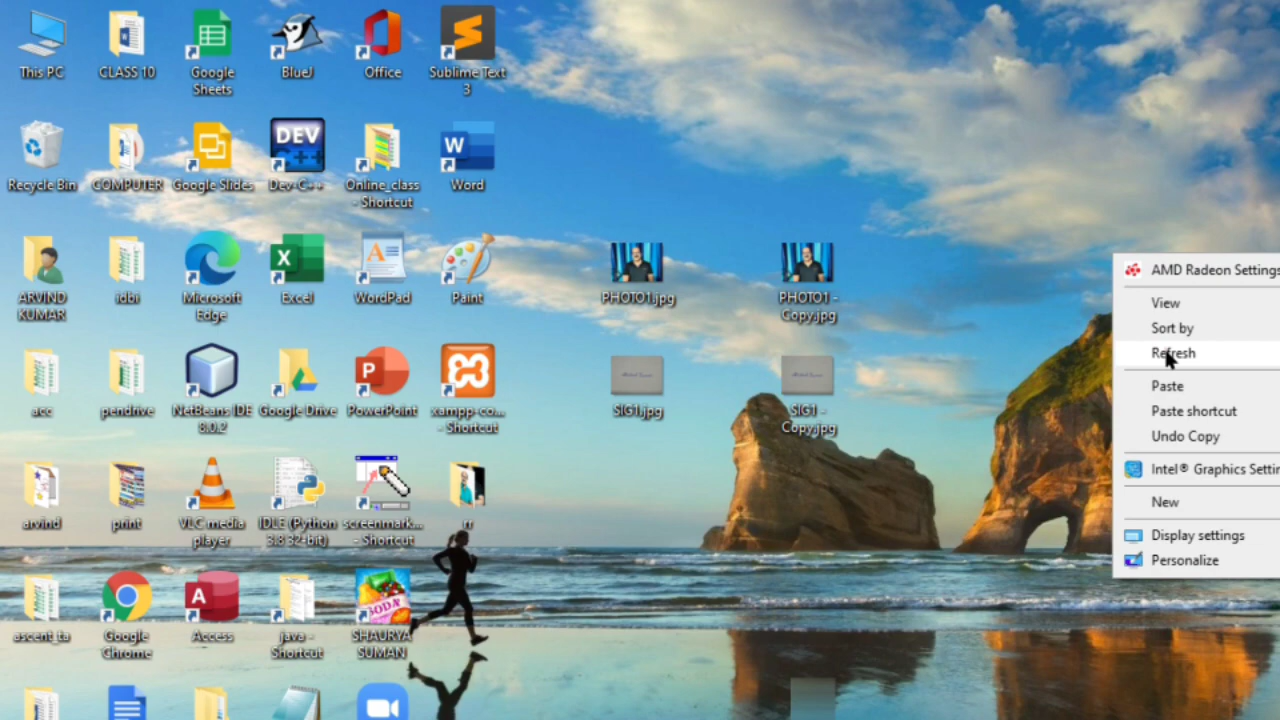 This PC
CLASS 10
Google
Sheets
BlueJ
Office
Sublime Text
3
Recycle Bin
COMPUTER
Google Slides
DEV
C++
Dev-C++
Online_class
- Shortcut
W
Word
ARVIND
KUMAR
idbi
Microsoft
Edge
X
Excel
A
WordPad
Paint
PHOTO1.jpg
PHOTO1 -
Copy.jpg
acc
pendrive
NetBeans IDE
8.0.2
Google Drive
P
PowerPoint
xampp-co...
- Shortcut
SIG1.jpg
SIG1 -
Copy.jpg
arvind
print
VLC media
player
IDLE (Python
3.8 32-bit)
screenmark...
- Shortcut
rr
ascent_ta
Google
Chrome
A
Access
java -
Shortcut
SODA
SHAURYA
SUMAN
AMD Radeon Settings
View
Sort by
Refresh
Paste
Paste shortcut
Undo Copy
Intel® Graphics Settin
New
Display settings
Personalize